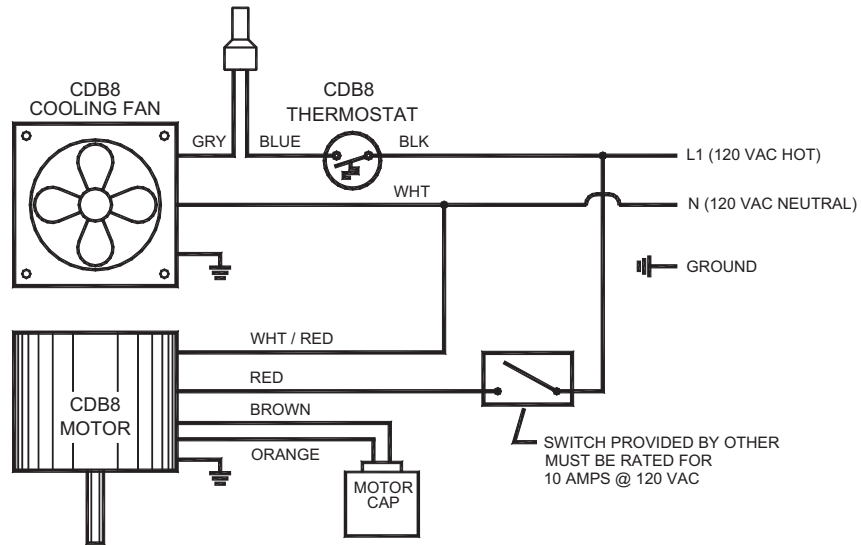 CDB8
COOLING FAN
CDB8
THERMOSTAT
GRY
BLUE
BLK
L1 (120 VAC HOT)
WHT
N (120 VAC NEUTRAL)
GROUND
WHT / RED
RED
CDB8
MOTOR
BROWN
ORANGE
MOTOR
CAP
SWITCH PROVIDED BY OTHER
MUST BE RATED FOR
10 AMPS @ 120 VAC